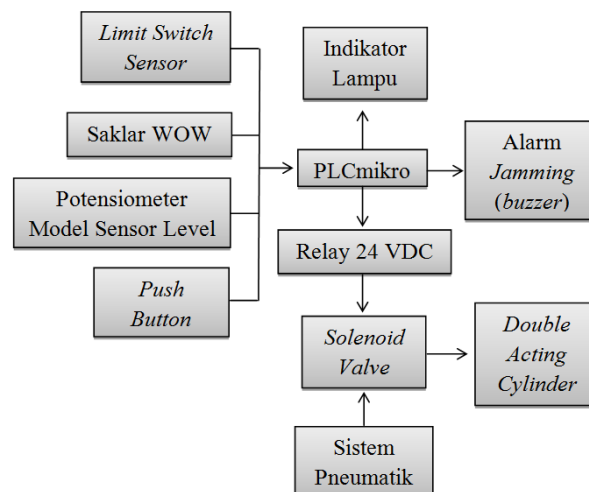 Limit Switch
Sensor
Saklar WOW
Potensiometer
Model Sensor Level
Push
Button
Indikator
Lampu
PLCmikro
Alarm
Jamming
(buzzer)
Relay 24 VDC
Solenoid
Valve
Double
Acting
Cylinder
Sistem
Pneumatik